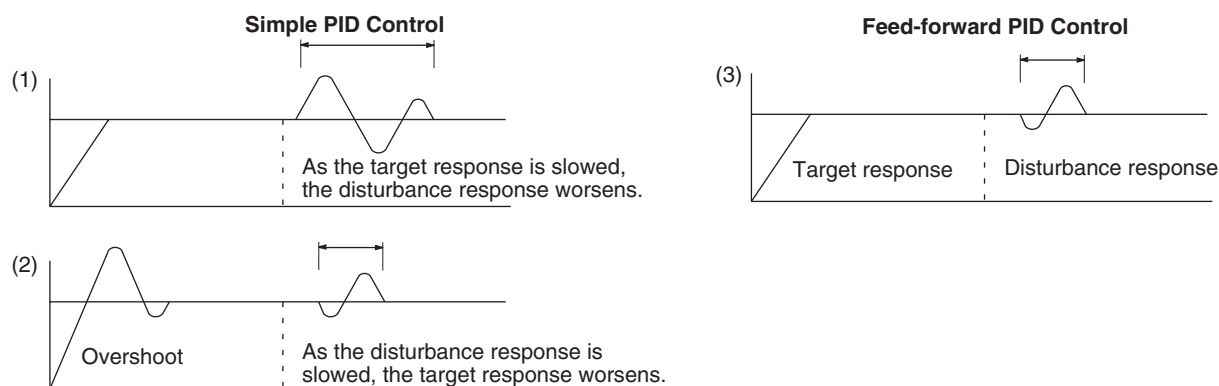 Simple PID Control
(1)
As the target response is slowed,
the disturbance response worsens.
(2)
Overshoot
As the disturbance response is
slowed, the target response worsens.
Feed-forward PID Control
(3)
Target response
Disturbance response